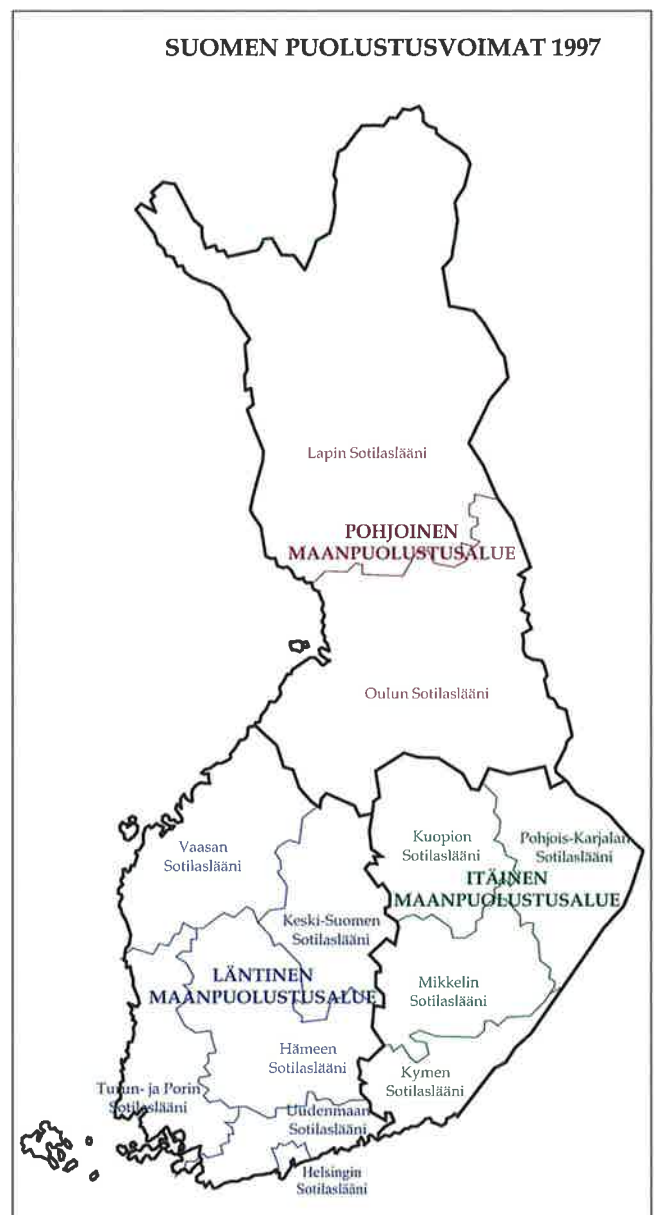 SUOMEN PUOLUSTUSVOIMAT 1997
Lapin Sotilaslääni
POHJOINEN
MAANPUOLUSTUSALUE
Oulun Sotilaslääni
Vaasan
Sotilaslääni
Kuopion
Sotilaslääni
Pohjois-Karjalan
Sotilaslääni
ITÄINEN
MAANPUOLUSTUSALUE
Keski-Suomen
Sotilaslääni
LÄNTINEN
MAANPUOLUSTUSALUE
Mikkelin
Sotilaslääni
Hämeen
Sotilaslääni
Kymen
Sotilaslääni
Turun- ja Porin
Sotilaslääni
Uudenmaan
Sotilaslääni
Helsingin
Sotilaslääni